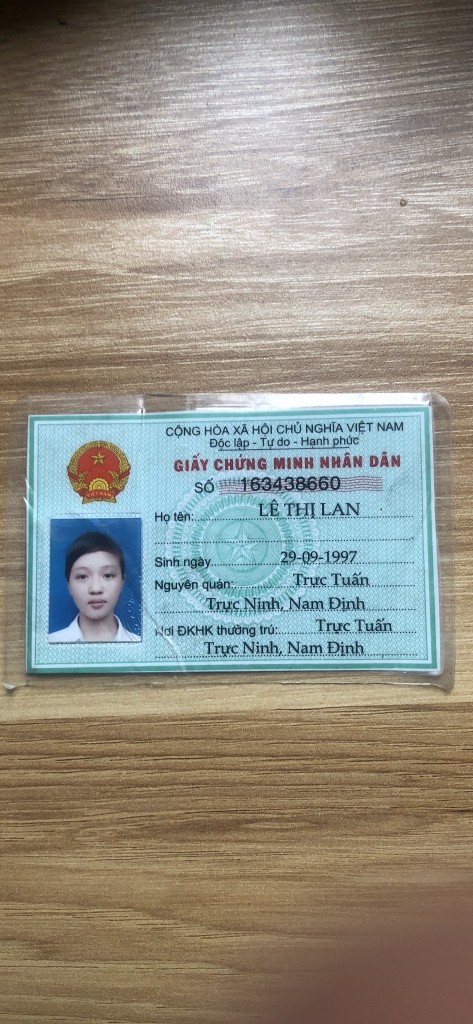 CỘNG HÒA XÃ HỘI CHỦ NGHĨA VIỆT NAM
Độc lập - Tự do - Hạnh phúc
GIẤY CHỨNG MINH NHÂN DÂN
SỐ 163438660
Họ tên: LÊ THỊ LAN
Sinh ngày 29-09-1997
Nguyên quán: Trực Tuấn
Trực Ninh, Nam Định
Nơi ĐKHK thường trú: Trực Tuấn
Trực Ninh, Nam Định
VIỆT NAM